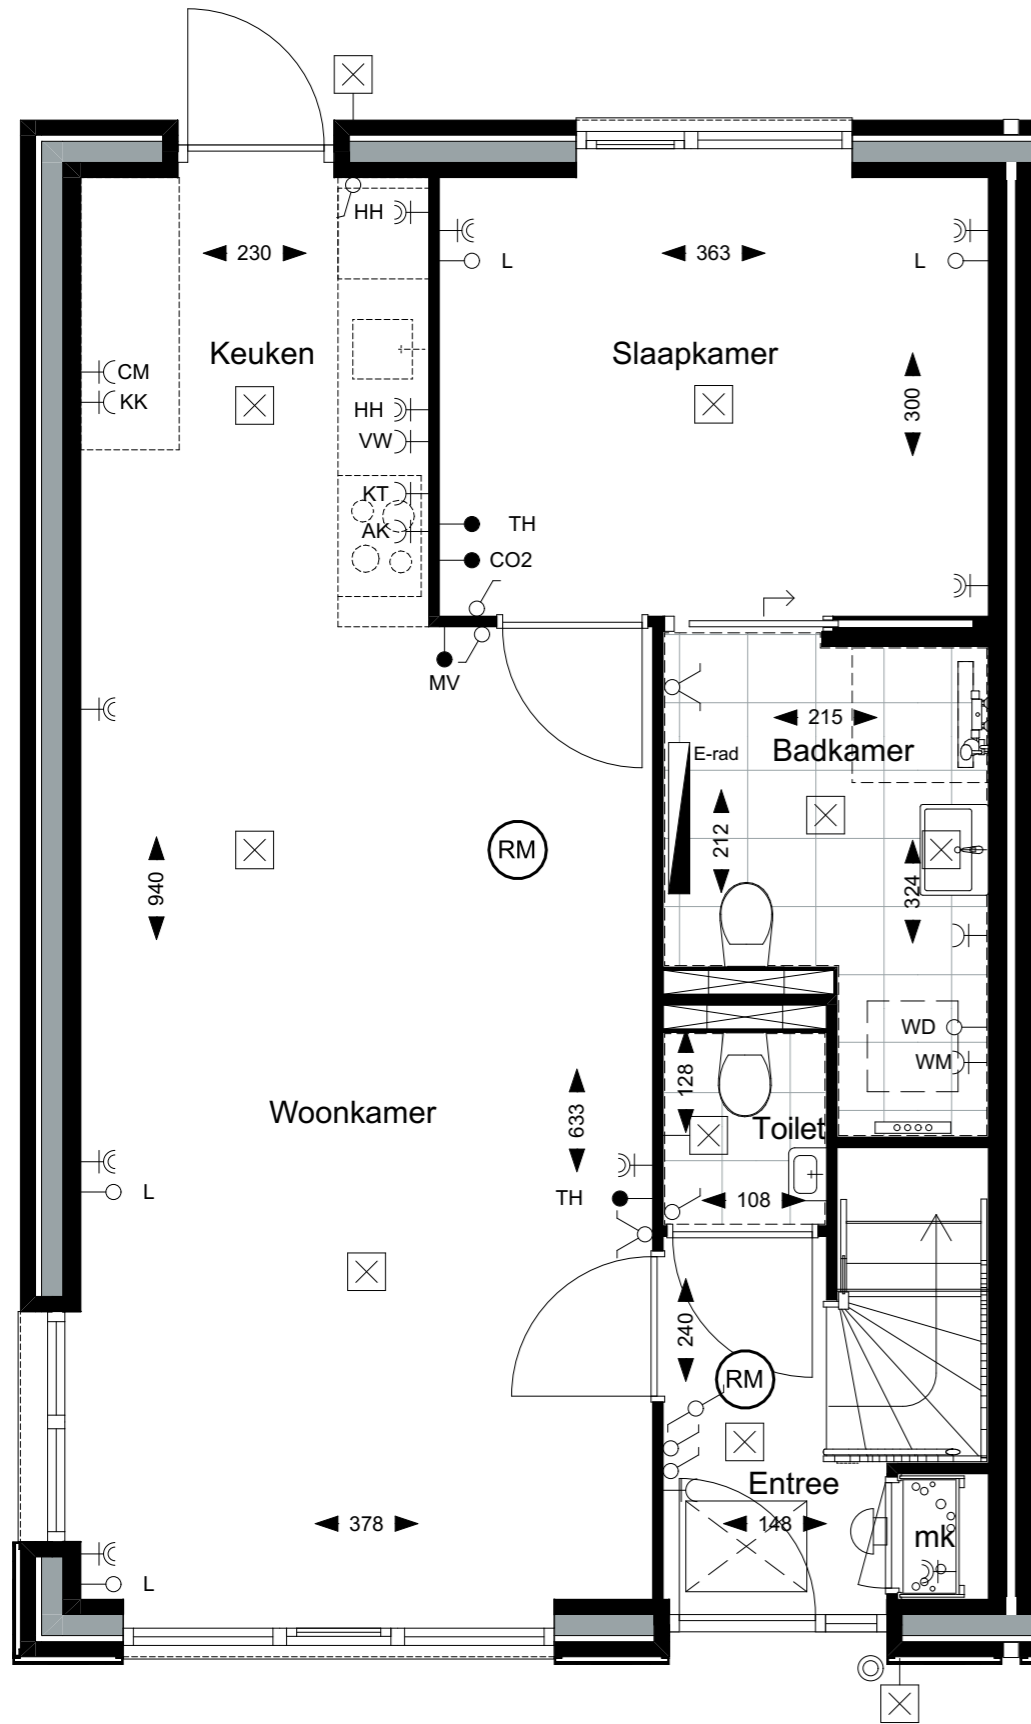 HH
230
363
L
L
Keuken
Slaapkamer
CM
KK
300
HH
VW
KT
AK
TH
CO2
MV
215
Badkamer
E-rad
212
RM
940
324
WD
WM
128
633
Woonkamer
Toilet
L
TH
108
240
RM
Entree
378
148
mk
L